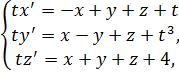 tx′ = −x + y + z + t
ty′ = x − y + z + t³,
tz′ = x + y + z + 4,